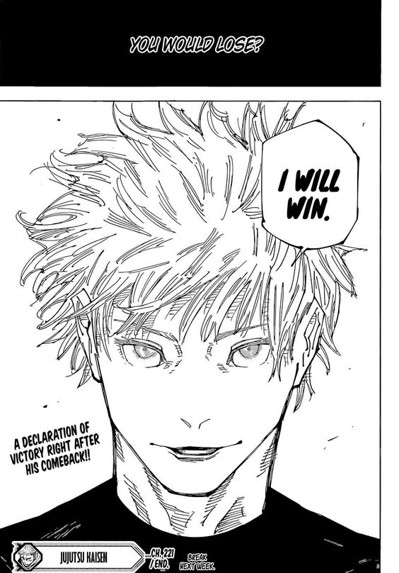 YOU WOULD LOSE?
I WILL
WIN.
A DECLARATION OF
VICTORY RIGHT AFTER
HIS COMEBACK!!
JUJUTSU KAISEN
...CH. 221
/ END.
BREAK
NEXT WEEK.